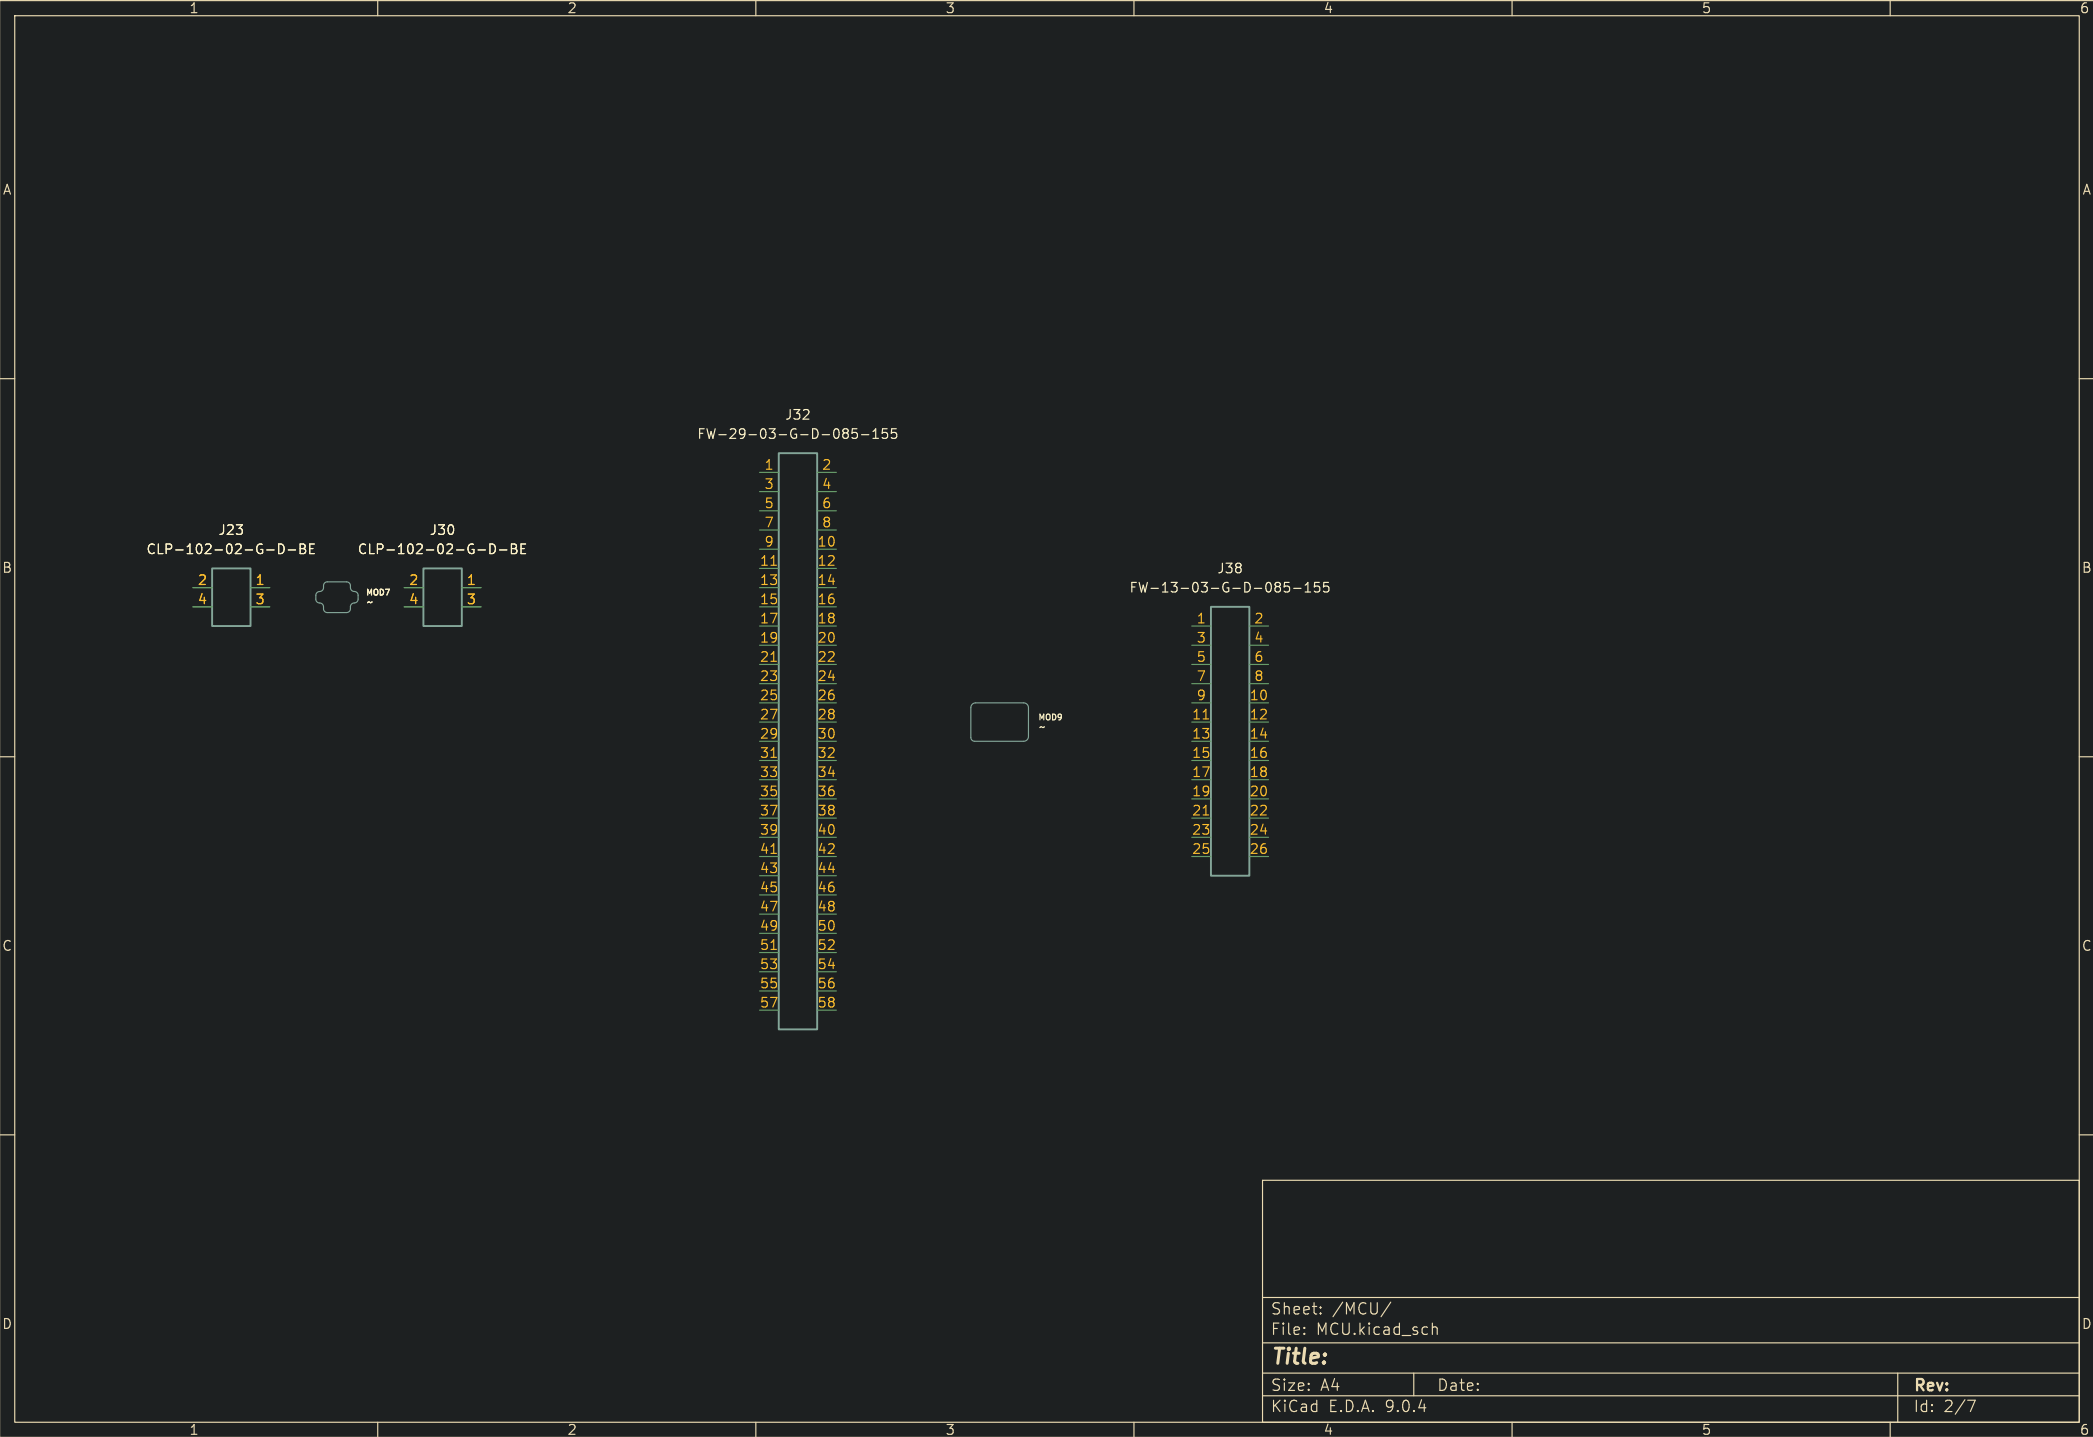 1 2 3 4 5 6
A A
J32
FW-29-03-G-D-085-155
J23 J30
CLP-102-02-G-D-BE CLP-102-02-G-D-BE
2 1
4 3
MOD7
~
2 1
4 3
B B
1 2
3 4
5 6
7 8
9 10
11 12
13 14
15 16
17 18
19 20
21 22
23 24
25 26
27 28
29 30
31 32
33 34
35 36
37 38
39 40
41 42
43 44
45 46
47 48
49 50
51 52
53 54
55 56
57 58
MOD9
~
J38
FW-13-03-G-D-085-155
1 2
3 4
5 6
7 8
9 10
11 12
13 14
15 16
17 18
19 20
21 22
23 24
25 26
C C
Sheet: /MCU/
File: MCU.kicad_sch
D D
Title:
Size: A4 Date: Rev:
KiCad E.D.A. 9.0.4 Id: 2/7
1 2 3 4 5 6